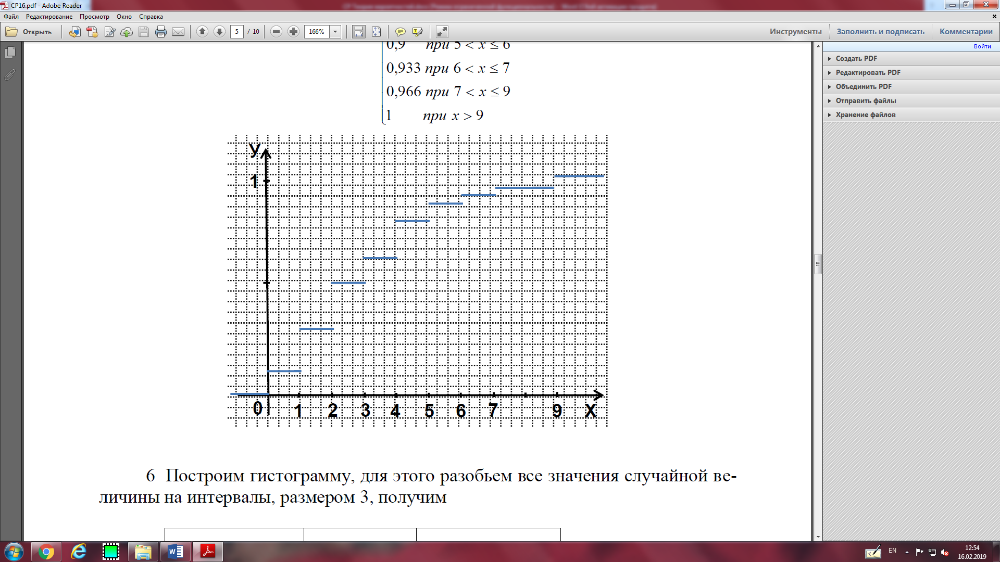 CP16.pdf - Adobe Reader
Файл Редактирование Просмотр Окно Справка
Открыть 5 / 10 166% Инструменты Заполнить и подписать Комментарии
Войти
Создать PDF
Редактировать PDF
Объединить PDF
Отправить файлы
Хранение файлов
0,9 при 5 < x ≤ 6
0,933 при 6 < x ≤ 7
0,966 при 7 < x ≤ 9
1 при x > 9
У
1
0 1 2 3 4 5 6 7 9 X
6 Построим гистограмму, для этого разобьем все значения случайной ве-
личины на интервалы, размером 3, получим
EN
12:54
16.02.2019